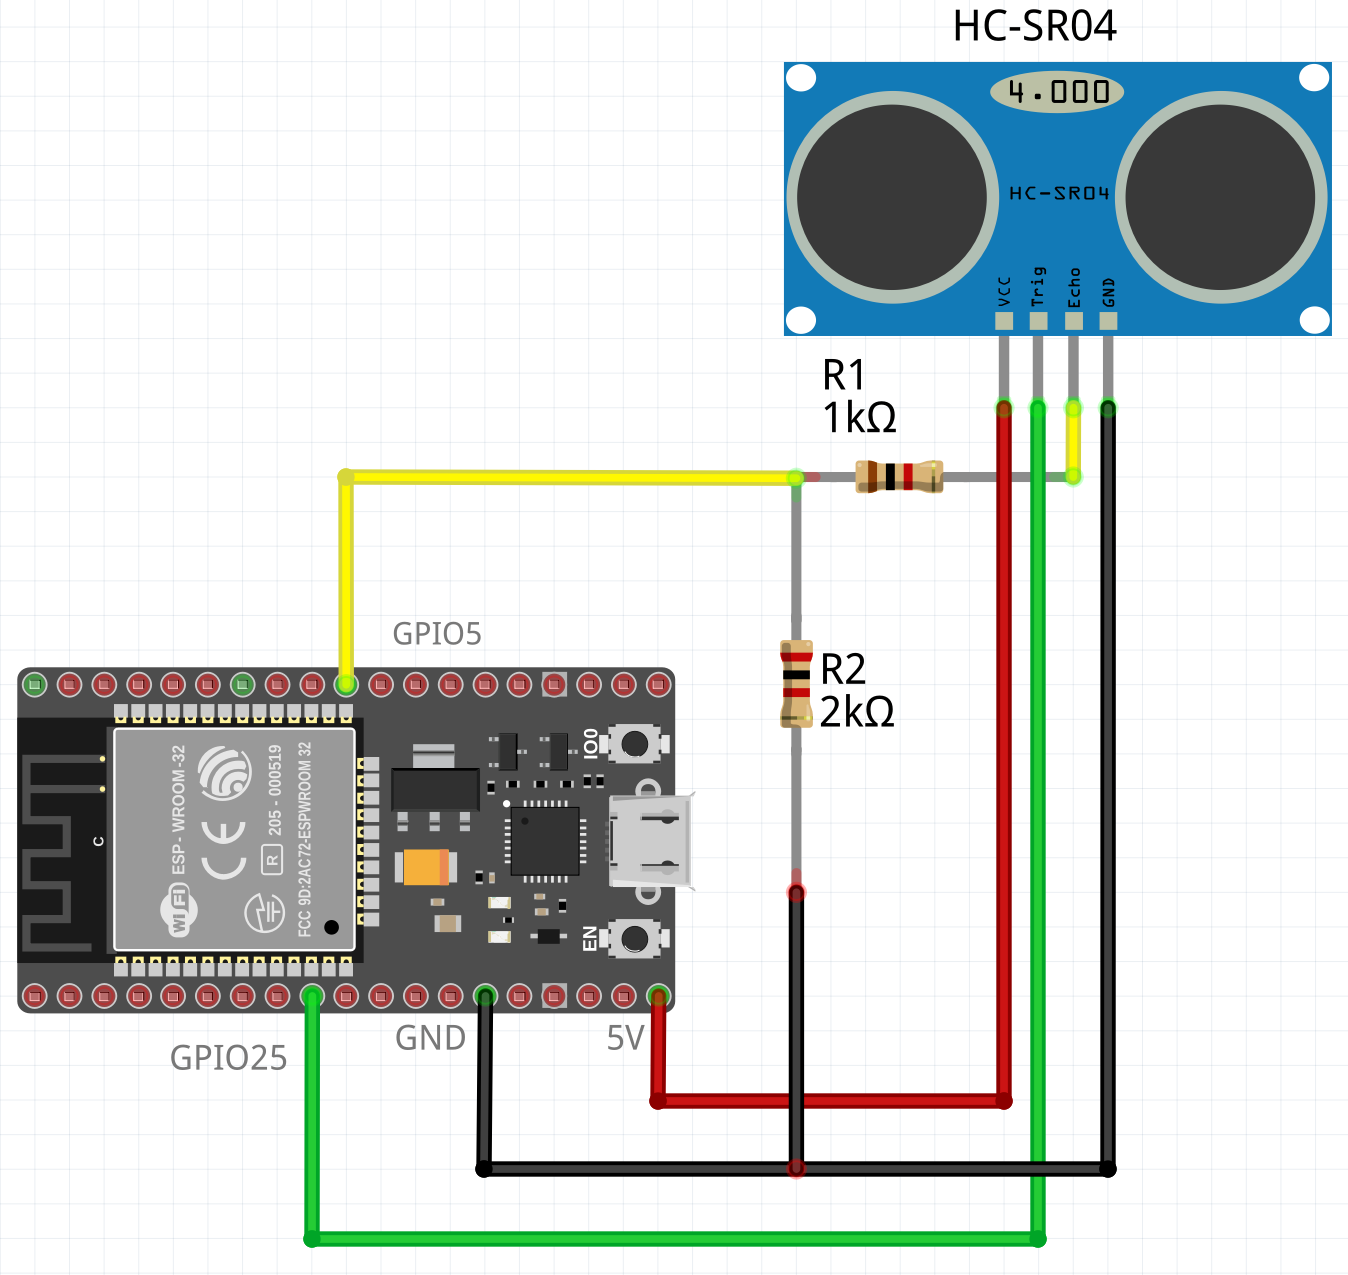 HC-SR04
4.000
HC-SR04
VCC
Trig
Echo
GND
R1
1kΩ
GPIO5
R2
2kΩ
IO0
ESP - WROOM -32
205 - 000519
FCC 9D:2AC72-ESPWROOM 32
CE
R
C
Wi Fi
EN
GPIO25
GND
5V